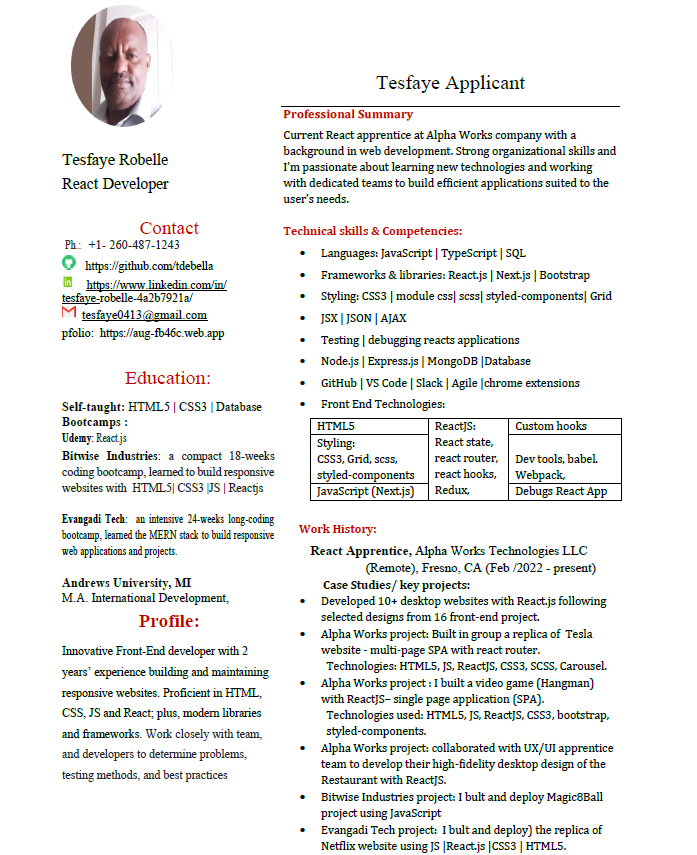 Tesfaye Applicant
Tesfaye Robelle
React Developer
Contact
Ph.: +1- 260-487-1243
https://github.com/tdebella
https://www.linkedin.com/in/
tesfaye-robelle-4a2b7921a/
tesfaye0413@gmail.com
pfolio: https://aug-fb46c.web.app
Education:
Self-taught: HTML5 | CSS3 | Database
Bootcamps :
Udemy: React.js
Bitwise Industries: a compact 18-weeks
coding bootcamp, learned to build responsive
websites with HTML5| CSS3 |JS | Reactjs
Evangadi Tech: an intensive 24-weeks long-coding
bootcamp, learned the MERN stack to build responsive
web applications and projects.
Andrews University, MI
M.A. International Development,
Profile:
Innovative Front-End developer with 2
years’ experience building and maintaining
responsive websites. Proficient in HTML,
CSS, JS and React; plus, modern libraries
and frameworks. Work closely with team,
and developers to determine problems,
testing methods, and best practices
Professional Summary
Current React apprentice at Alpha Works company with a
background in web development. Strong organizational skills and
I’m passionate about learning new technologies and working
with dedicated teams to build efficient applications suited to the
user’s needs.
Technical skills & Competencies:
• Languages: JavaScript | TypeScript | SQL
• Frameworks & libraries: React.js | Next.js | Bootstrap
• Styling: CSS3 | module css| scss| styled-components| Grid
• JSX | JSON | AJAX
• Testing | debugging reacts applications
• Node.js | Express.js | MongoDB |Database
• GitHub | VS Code | Slack | Agile |chrome extensions
• Front End Technologies:
HTML5
Styling:
CSS3, Grid, scss,
styled-components
JavaScript (Next.js)
ReactJS:
React state,
react router,
react hooks,
Redux,
Custom hooks
Dev tools, babel.
Webpack,
Debugs React App
Work History:
React Apprentice, Alpha Works Technologies LLC
(Remote), Fresno, CA (Feb /2022 - present)
Case Studies/ key projects:
• Developed 10+ desktop websites with React.js following
selected designs from 16 front-end project.
• Alpha Works project: Built in group a replica of Tesla
website - multi-page SPA with react router.
Technologies: HTML5, JS, ReactJS, CSS3, SCSS, Carousel.
• Alpha Works project : I built a video game (Hangman)
with ReactJS– single page application (SPA).
Technologies used: HTML5, JS, ReactJS, CSS3, bootstrap,
styled-components.
• Alpha Works project: collaborated with UX/UI apprentice
team to develop their high-fidelity desktop design of the
Restaurant with ReactJS.
• Bitwise Industries project: I bult and deploy Magic8Ball
project using JavaScript
• Evangadi Tech project: I bult and deploy) the replica of
Netflix website using JS |React.js |CSS3 | HTML5.